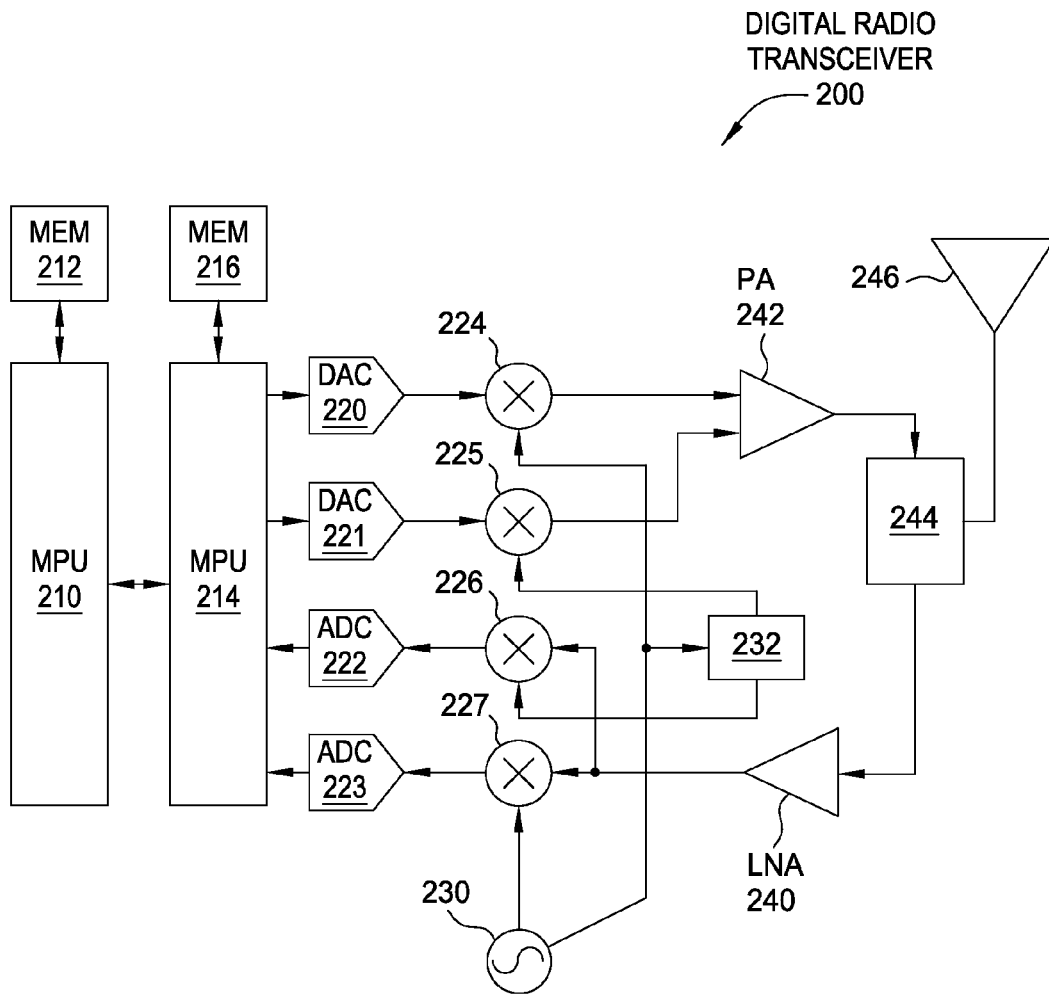 DIGITAL RADIO
TRANSCEIVER
200
MEM
212
MEM
216
MPU
210
MPU
214
DAC
220
DAC
221
ADC
222
ADC
223
224
225
226
227
230
232
PA
242
244
246
LNA
240